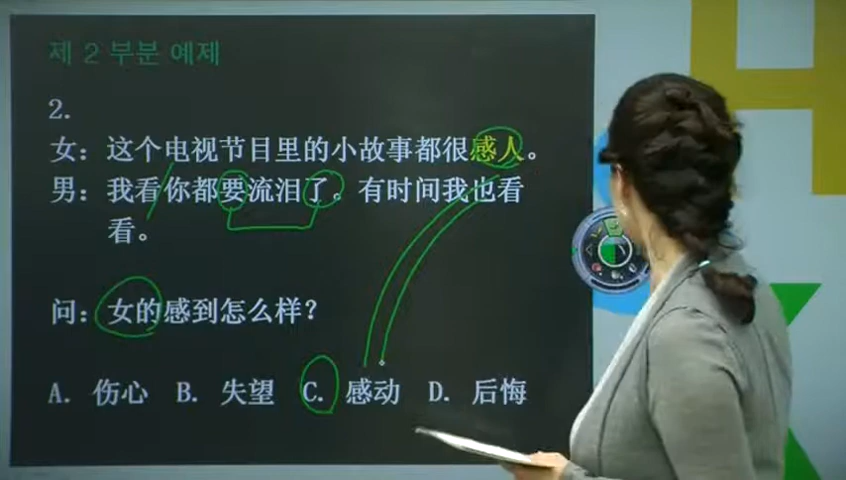 제 2 부분 예제
2.
女：这个电视节目里的小故事都很感人。
男：我看你都要流泪了。有时间我也看
看。
问：女的感到怎么样？
A. 伤心 B. 失望 C. 感动 D. 后悔